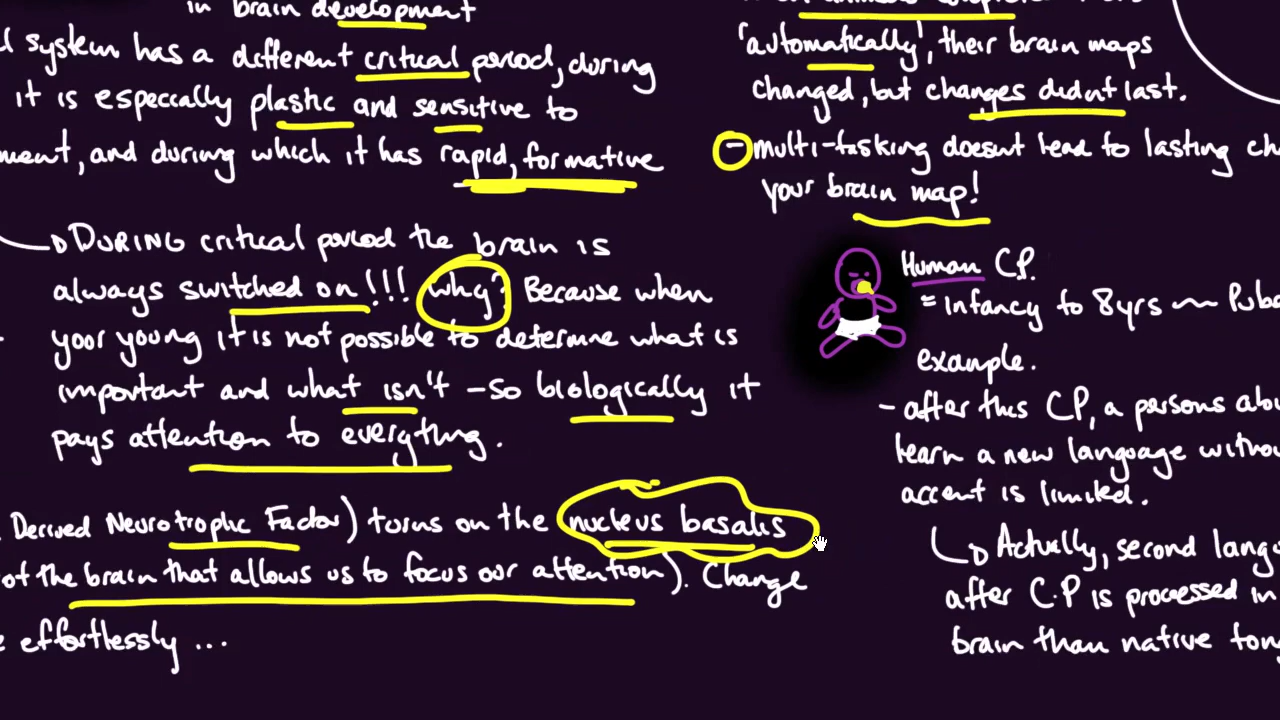 in brain development
system has a different critical period, during
it is especcally plastic and sensitive to
and during which it has rapid, formative
DURING critical period the brain is
always switched on!!! why? Because when
yoor young it is not possible to determine what is
important and what isn't - so biologically it
pays attention to everything.
Derived Neurotrophic Factor) turns on the nucleus basalis
of the brain that allows us to focus our attention). Change
effortlessly ...
'automatically', their brain maps
changed, but changes didnt last.
- multi-tasking doesnt lead to lasting
your brain map!
Human C.P.
= infancy to 8yrs ~
example.
- after this CP, a persons
learn a new language
accent is limited.
Actually, second
after C.P is processed in
brain than native